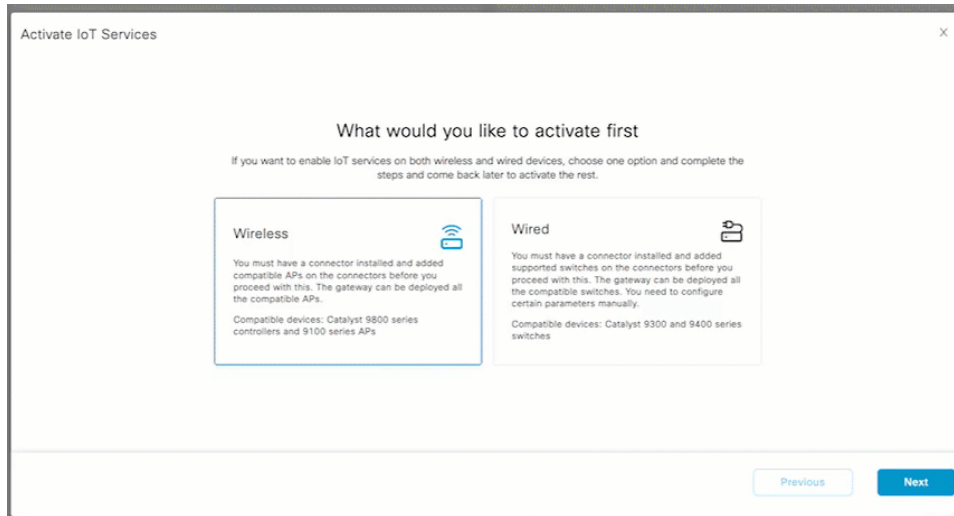 Activate IoT Services
X
What would you like to activate first
If you want to enable IoT services on both wireless and wired devices, choose one option and complete the
steps and come back later to activate the rest.
Wireless
You must have a connector installed and added
compatible APs on the connectors before you
proceed with this. The gateway can be deployed all
the compatible APs.
Compatible devices: Catalyst 9800 series
controllers and 9100 series APs
Wired
You must have a connector installed and added
supported switches on the connectors before you
proceed with this. The gateway can be deployed all
the compatible switches. You need to configure
certain parameters manually.
Compatible devices: Catalyst 9300 and 9400 series
switches
Previous
Next